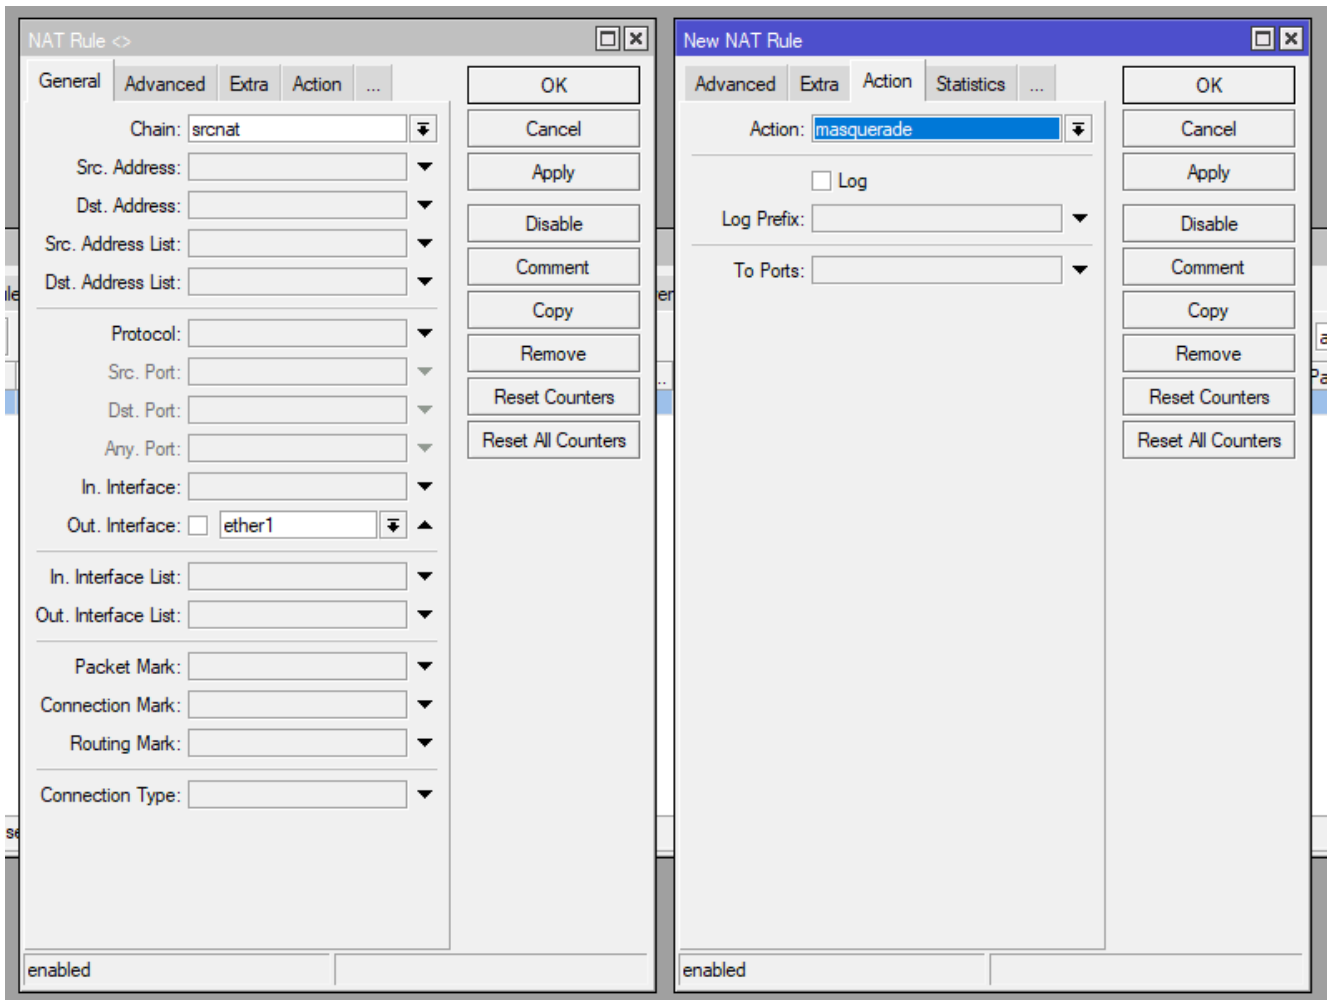 NAT Rule <>
General Advanced Extra Action ...
Chain: srcnat
Src. Address:
Dst. Address:
Src. Address List:
Dst. Address List:
Protocol:
Src. Port:
Dst. Port:
Any. Port:
In. Interface:
Out. Interface: ether1
In. Interface List:
Out. Interface List:
Packet Mark:
Connection Mark:
Routing Mark:
Connection Type:
OK
Cancel
Apply
Disable
Comment
Copy
Remove
Reset Counters
Reset All Counters
enabled
New NAT Rule
Advanced Extra Action Statistics ...
Action: masquerade
Log
Log Prefix:
To Ports:
OK
Cancel
Apply
Disable
Comment
Copy
Remove
Reset Counters
Reset All Counters
enabled